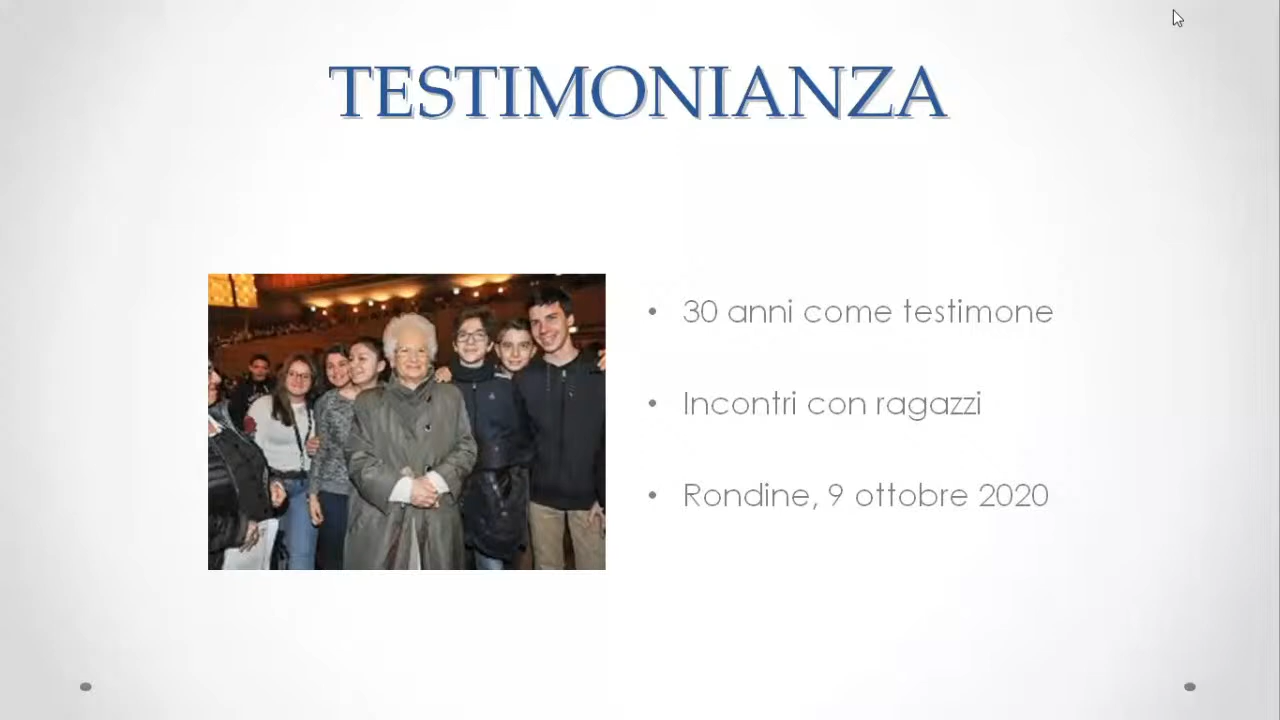 TESTIMONIANZA
• 30 anni come testimone
• Incontri con ragazzi
• Rondine, 9 ottobre 2020